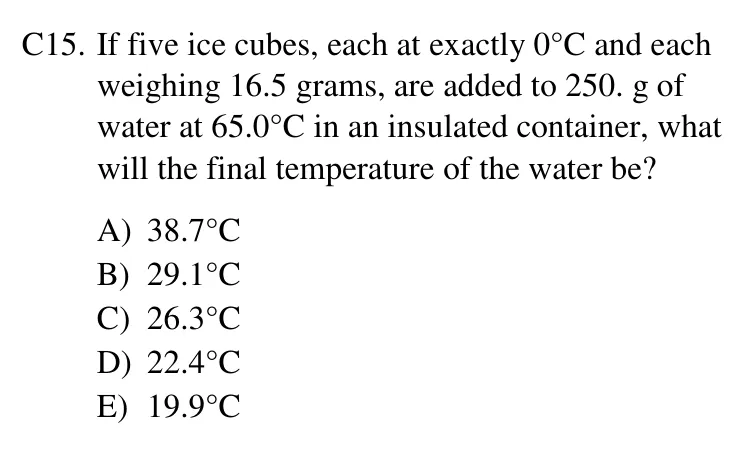 C15. If five ice cubes, each at exactly 0°C and each
weighing 16.5 grams, are added to 250. g of
water at 65.0°C in an insulated container, what
will the final temperature of the water be?
A) 38.7°C
B) 29.1°C
C) 26.3°C
D) 22.4°C
E) 19.9°C